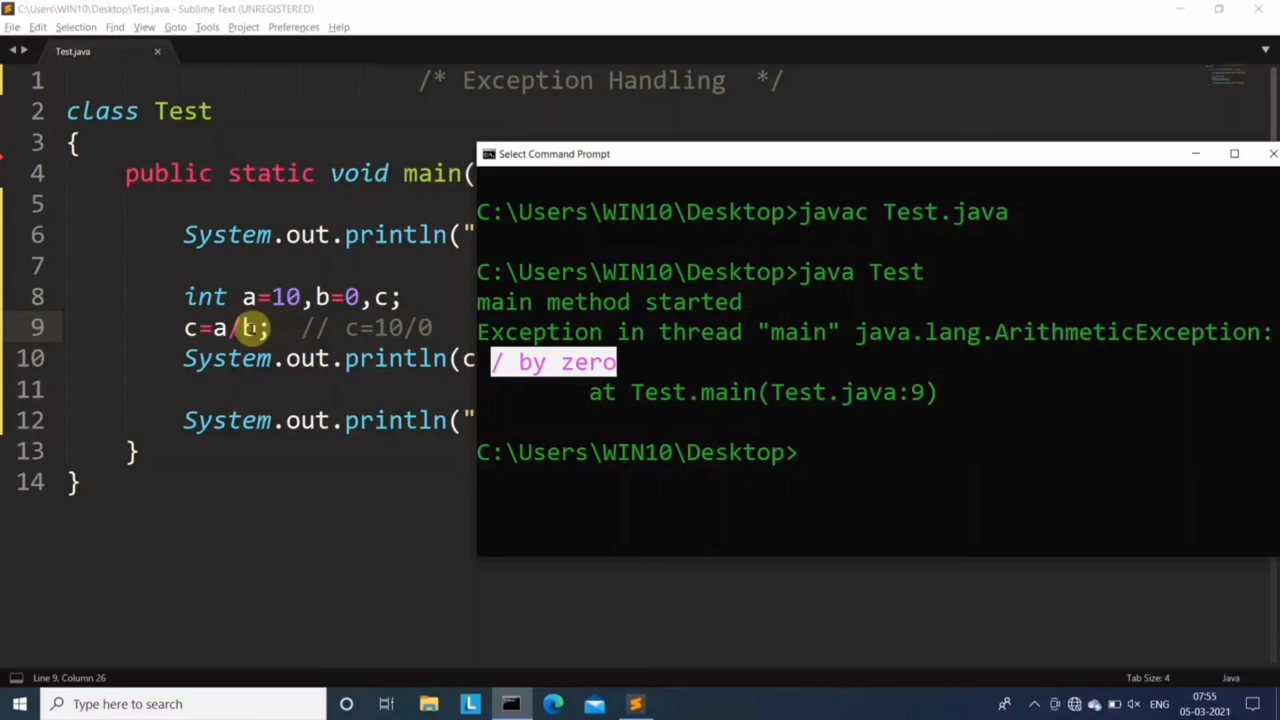 C:\Users\WIN10\Desktop\Test.java - Sublime Text (UNREGISTERED)
File Edit Selection Find View Goto Tools Project Preferences Help
Test.java
1 /* Exception Handling */
2 class Test
3 {
4 public static void main(
5
6 System.out.println("
7
8 int a=10,b=0,c;
9 c=a/b; // c=10/0
10 System.out.println(c
11
12 System.out.println("
13 }
14 }
Select Command Prompt
C:\Users\WIN10\Desktop>javac Test.java
C:\Users\WIN10\Desktop>java Test
main method started
Exception in thread "main" java.lang.ArithmeticException:
/ by zero
at Test.main(Test.java:9)
C:\Users\WIN10\Desktop>
Line 9, Column 26
Tab Size: 4
Java
Type here to search
L
ENG
07:55
05-03-2021